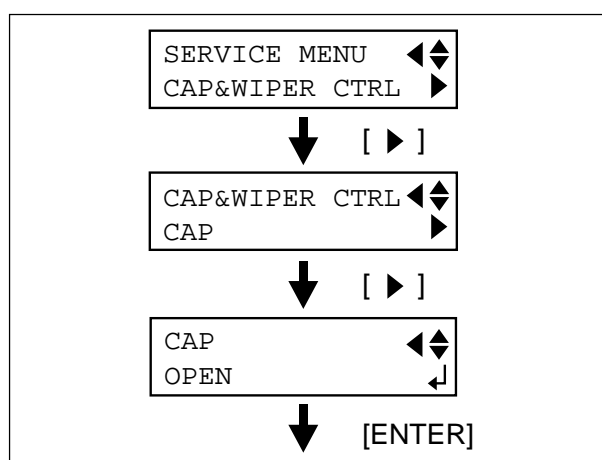 SERVICE MENU ◀◆
CAP&WIPER CTRL ▶
[ ▶ ]
CAP&WIPER CTRL ◀◆
CAP ▶
[ ▶ ]
CAP ◀◆
OPEN ↵
[ENTER]